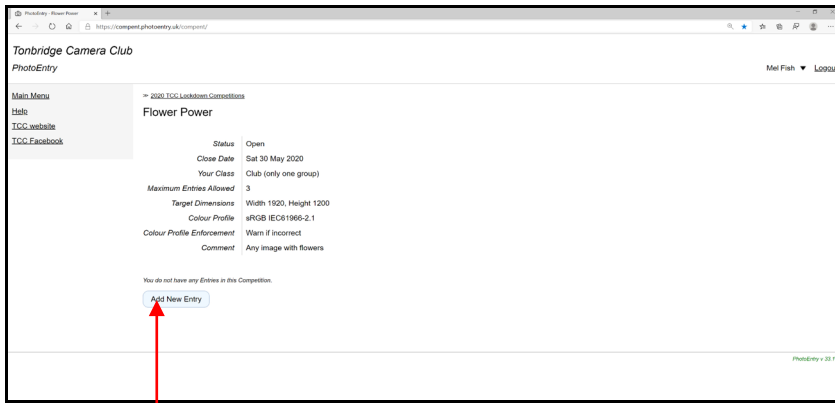 PhotoEntry - Flower Power
https://compent.photoentry.uk/compent/
Tonbridge Camera Club
PhotoEntry
Mel Fish ▼ Logou
Main Menu
Help
TCC website
TCC Facebook
>> 2020 TCC Lockdown Competitions
Flower Power
Status Open
Close Date Sat 30 May 2020
Your Class Club (only one group)
Maximum Entries Allowed 3
Target Dimensions Width 1920, Height 1200
Colour Profile sRGB IEC61966-2.1
Colour Profile Enforcement Warn if incorrect
Comment Any image with flowers
You do not have any Entries in this Competition.
Add New Entry
PhotoEntry v 33.1